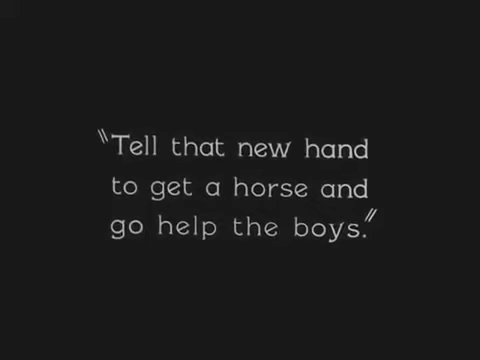 "Tell that new hand
to get a horse and
go help the boys."